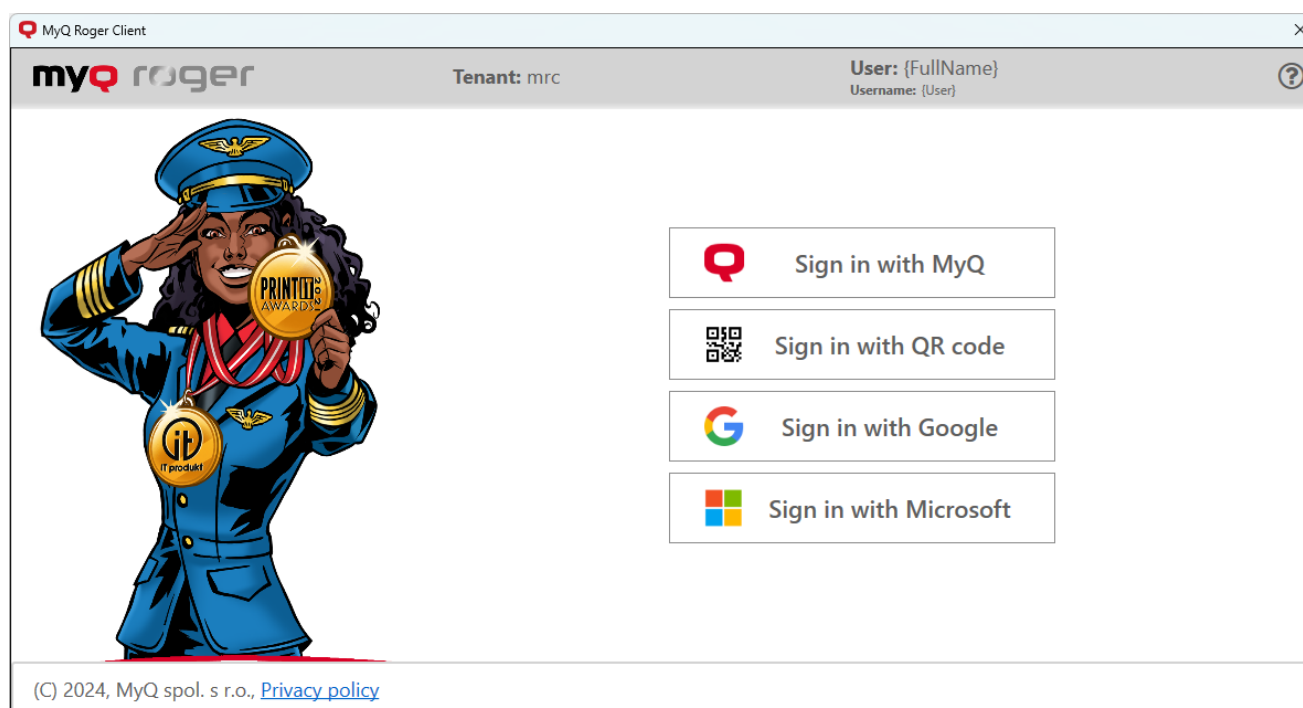 MyQ Roger Client
myQ roger
Tenant: mrc
User: {FullName}
Username: {User}
PRINT IT 202
AWARDS
it
IT produkt
Sign in with MyQ
Sign in with QR code
Sign in with Google
Sign in with Microsoft
(C) 2024, MyQ spol. s r.o., Privacy policy